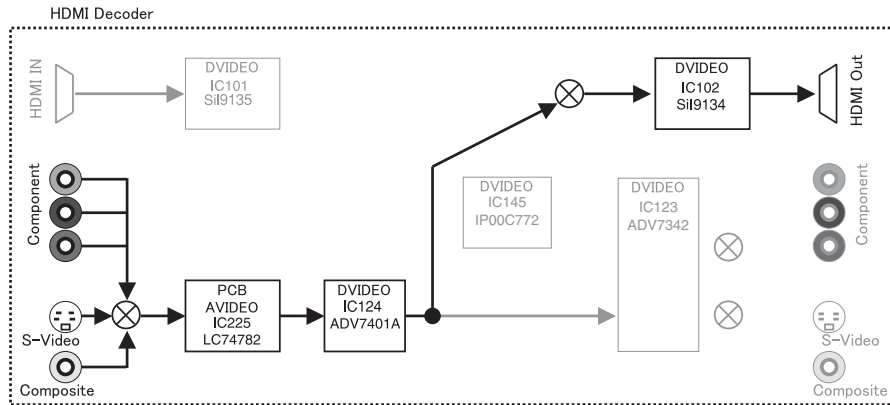 HDMI Decoder
HDMI IN
DVIDEO
IC101
SiI9135
DVIDEO
IC102
SiI9134
HDMI Out
Component
DVIDEO
IC145
IP00C772
DVIDEO
IC123
ADV7342
Component
PCB
AVIDEO
IC225
LC74782
DVIDEO
IC124
ADV7401A
S-Video
Composite
S-Video
Composite